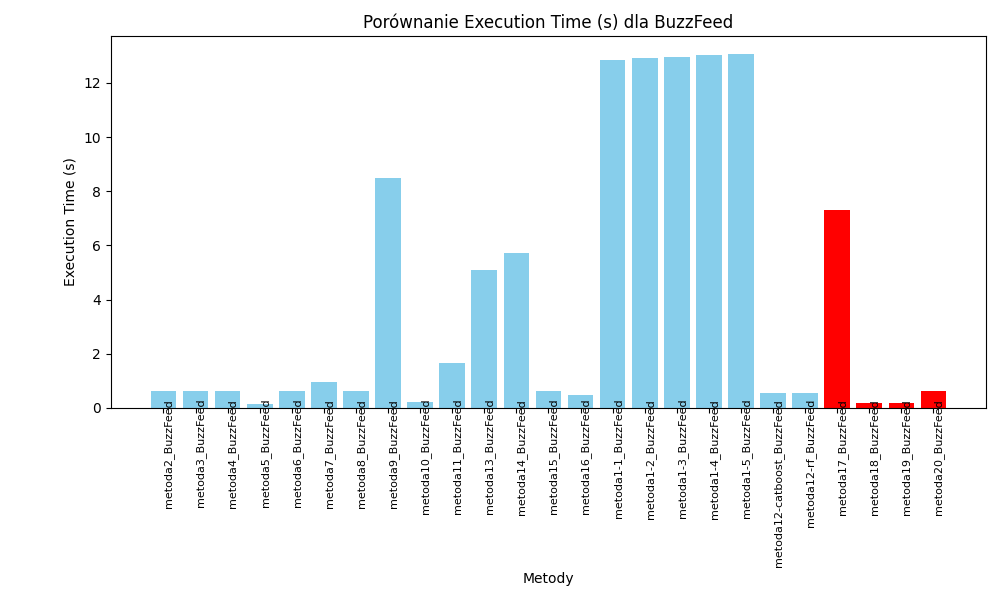 Porównanie Execution Time (s) dla BuzzFeed
Execution Time (s)
12
10
8
6
4
2
0
metoda2_BuzzFeed
metoda3_BuzzFeed
metoda4_BuzzFeed
metoda5_BuzzFeed
metoda6_BuzzFeed
metoda7_BuzzFeed
metoda8_BuzzFeed
metoda9_BuzzFeed
metoda10_BuzzFeed
metoda11_BuzzFeed
metoda13_BuzzFeed
metoda14_BuzzFeed
metoda15_BuzzFeed
metoda16_BuzzFeed
metoda1-1_BuzzFeed
metoda1-2_BuzzFeed
metoda1-3_BuzzFeed
metoda1-4_BuzzFeed
metoda1-5_BuzzFeed
metoda12-catboost_BuzzFeed
metoda12-rf_BuzzFeed
metoda17_BuzzFeed
metoda18_BuzzFeed
metoda19_BuzzFeed
metoda20_BuzzFeed
Metody